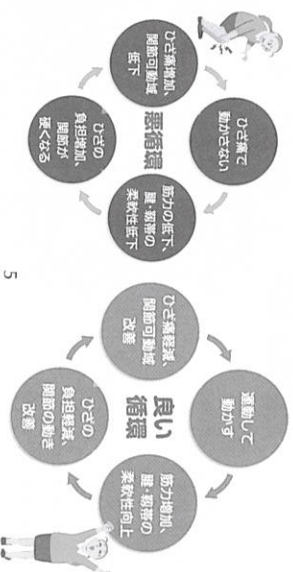 ひざ痛で
動かさない
筋力の低下、
腱・靱帯の
柔軟性低下
ひざの
負担増加、
関節が
硬くなる
ひざ痛増加、
関節可動域
低下
悪循環
運動して
動かす
筋力増加、
腱・靱帯の
柔軟性向上
ひざの
負担軽減、
関節の動き
改善
ひざ痛軽減、
関節可動域
改善
良い
循環
5